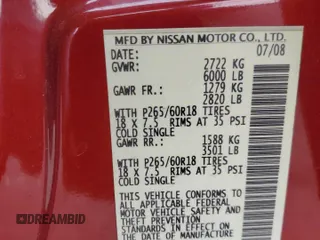 MFD BY NISSAN MOTOR CO., LTD.
DATE: 07/08
GVWR: 2722 KG
6000 LB
GAWR FR.: 1279 KG
2820 LB
WITH P265/60R18 TIRES
18 X 7.5 RIMS AT 35 PSI
COLD SINGLE
GAWR RR.: 1588 KG
3501 LB
WITH P265/60R18 TIRES
18 X 7.5 RIMS AT 35 PSI
COLD SINGLE
THIS VEHICLE CONFORMS TO
ALL APPLICABLE FEDERAL
MOTOR VEHICLE SAFETY AND
THEFT PREVENTION
STANDARDS IN EFFECT ON
THE DATE OF
DREAMBID